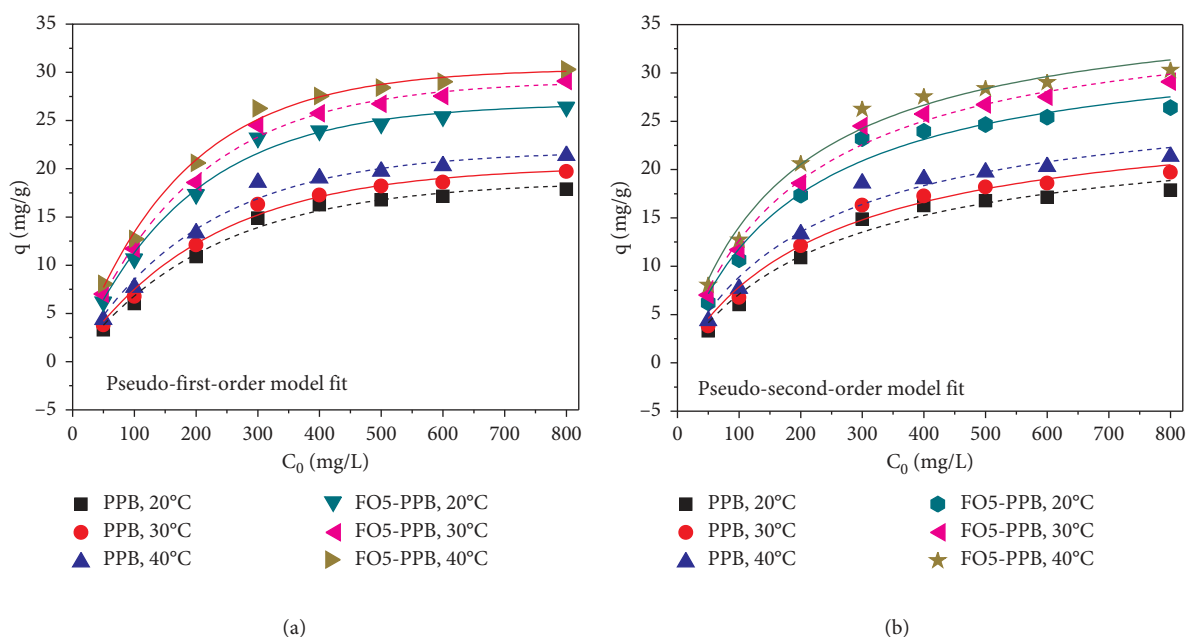 35
30
25
20
15
10
5
0
−5
q (mg/g)
Pseudo-first-order model fit
0 100 200 300 400 500 600 700 800
C0 (mg/L)
PPB, 20°C
PPB, 30°C
PPB, 40°C
FO5-PPB, 20°C
FO5-PPB, 30°C
FO5-PPB, 40°C
(a)
35
30
25
20
15
10
5
0
−5
q (mg/g)
Pseudo-second-order model fit
0 100 200 300 400 500 600 700 800
C0 (mg/L)
PPB, 20°C
PPB, 30°C
PPB, 40°C
FO5-PPB, 20°C
FO5-PPB, 30°C
FO5-PPB, 40°C
(b)